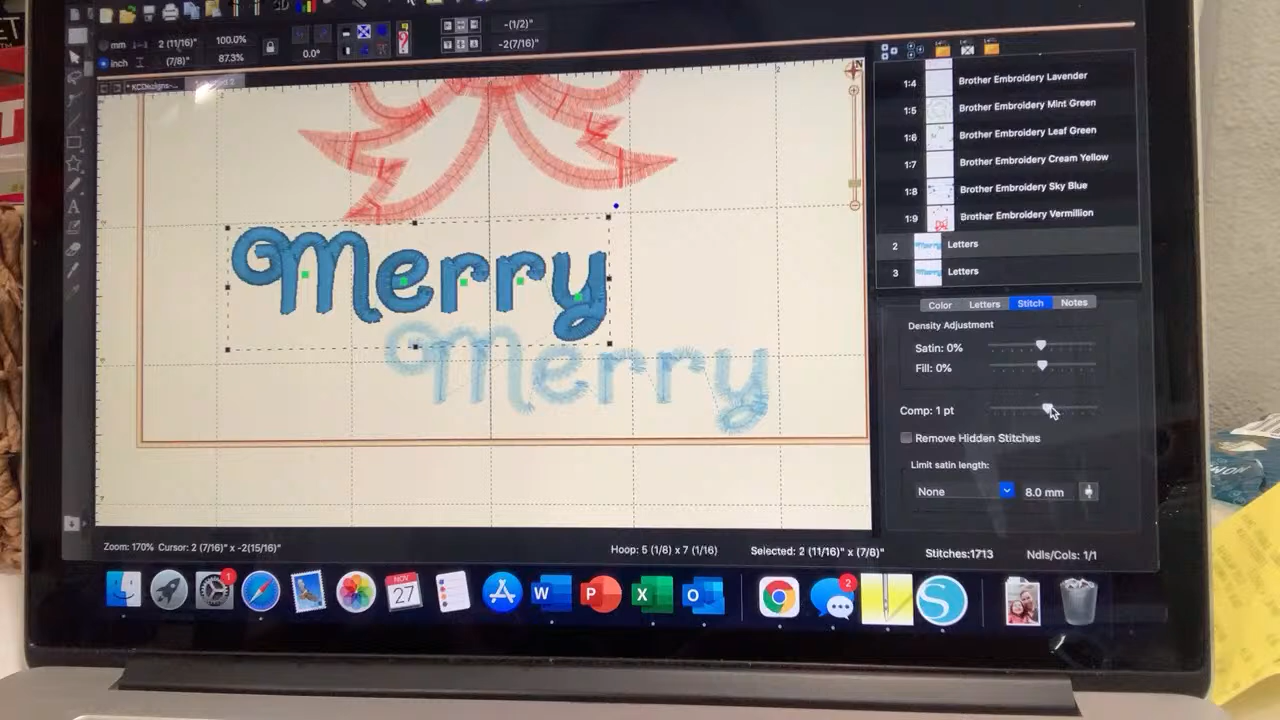 mm 2 (11/16)" 100.0% -(1/2)"
inch (7/8)" 87.3% 0.0° -2(7/16)"
* KCDezigns-...
N
1:4 Brother Embroidery Lavender
1:5 Brother Embroidery Mint Green
1:6 Brother Embroidery Leaf Green
1:7 Brother Embroidery Cream Yellow
1:8 Brother Embroidery Sky Blue
1:9 Brother Embroidery Vermillion
2 Letters
3 Letters
Merry
Merry
Color Letters Stitch Notes
Density Adjustment
Satin: 0%
Fill: 0%
Comp: 1 pt
Remove Hidden Stitches
Limit satin length:
None 8.0 mm
Zoom: 170% Cursor: 2 (7/16)" x -2(15/16)" Hoop: 5 (1/8) x 7 (1/16) Selected: 2 (11/16)" x (7/8)" Stitches:1713 Ndls/Cols: 1/1
NOV
27
1
2
W P X O S